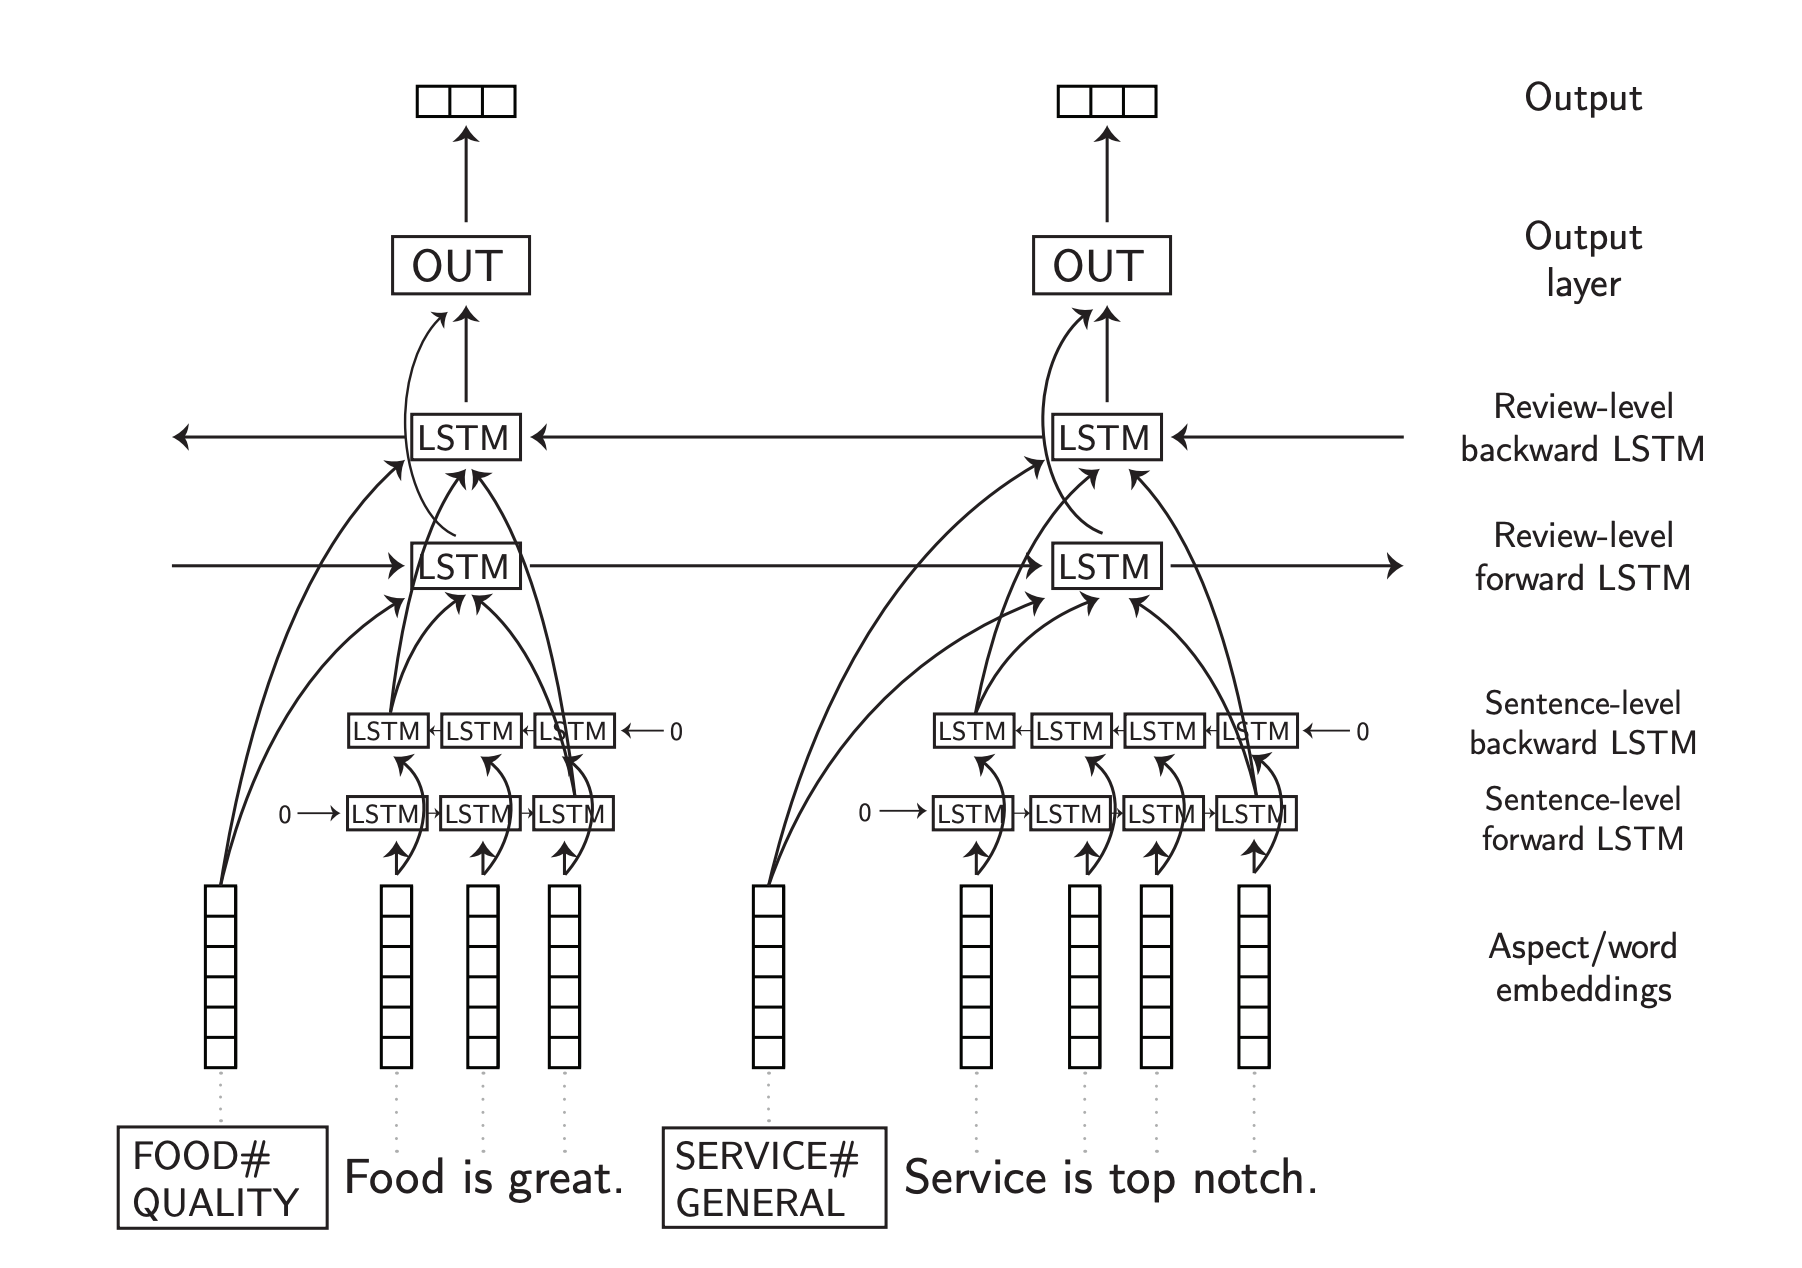 Output
OUT OUT Output
layer
LSTM LSTM Review-level
backward LSTM
LSTM LSTM Review-level
forward LSTM
LSTM LSTM LSTM 0 LSTM LSTM LSTM LSTM 0 Sentence-level
backward LSTM
0 LSTM LSTM LSTM 0 LSTM LSTM LSTM LSTM Sentence-level
forward LSTM
Aspect/word
embeddings
FOOD#
QUALITY
Food is great.
SERVICE#
GENERAL
Service is top notch.